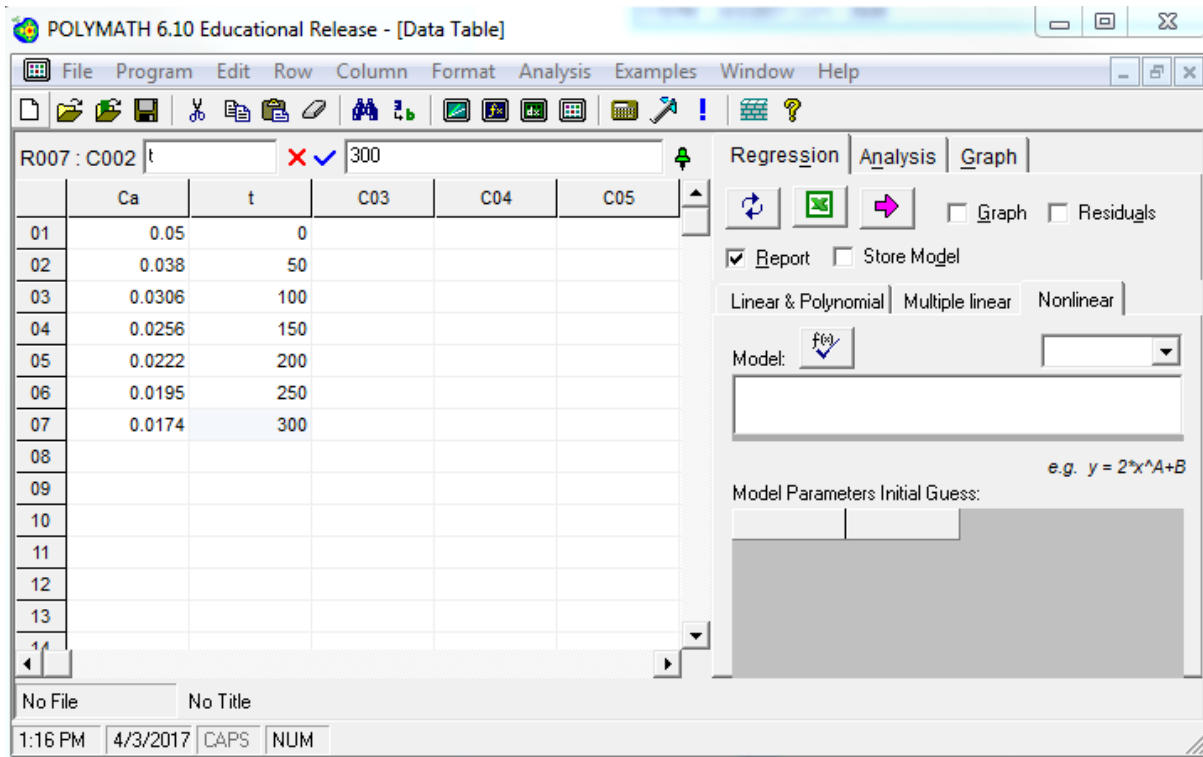 POLYMATH 6.10 Educational Release - [Data Table]
File Program Edit Row Column Format Analysis Examples Window Help
R007 : C002 t 300
Regression Analysis Graph
Ca t C03 C04 C05
01 0.05 0
02 0.038 50
03 0.0306 100
04 0.0256 150
05 0.0222 200
06 0.0195 250
07 0.0174 300
08
09
10
11
12
13
14
Graph Residuals
Report Store Model
Linear & Polynomial Multiple linear Nonlinear
Model: f(x)
e.g. y = 2*x^A+B
Model Parameters Initial Guess:
No File No Title
1:16 PM 4/3/2017 CAPS NUM